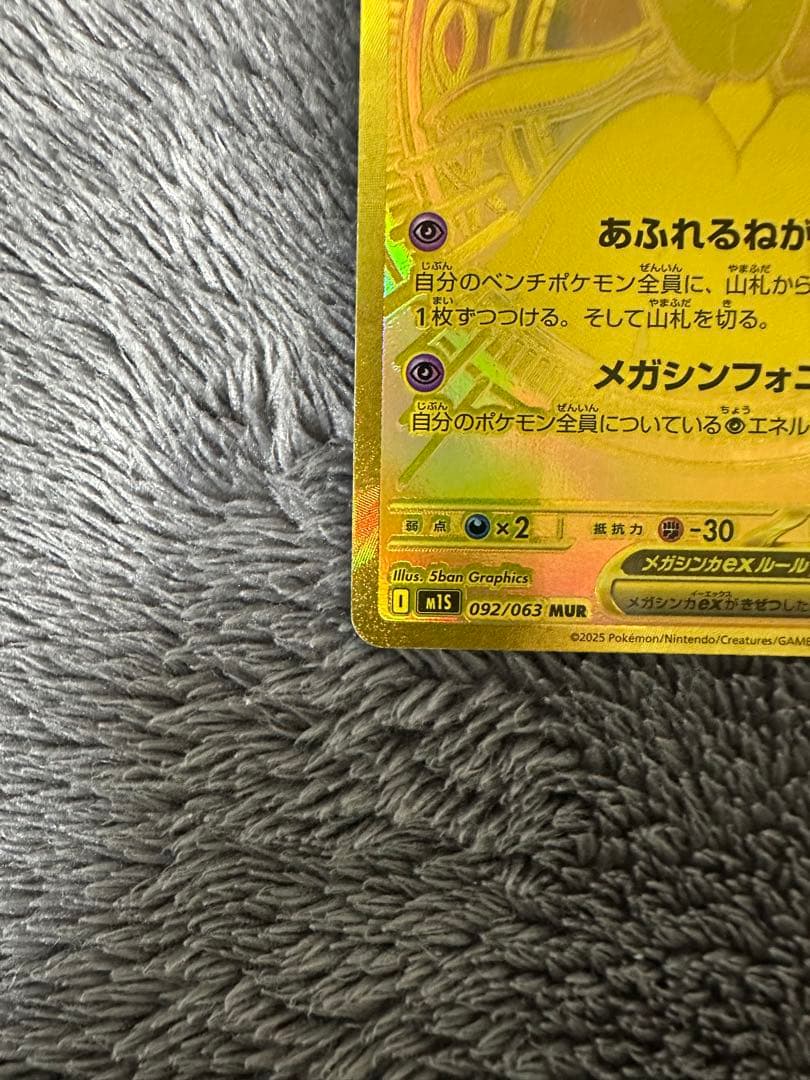 あふれるねが
じぶん ぜんいん やまふだ
自分のベンチポケモン全員に、山札から
まい やまふだ き
1枚ずつつける。そして山札を切る。
メガシンフォニ
じぶん ぜんいん ちょう
自分のポケモン全員についている超エネル
弱点 ×2 抵抗力 -30
メガシンカexルール
イーエックス
メガシンカexがきぜつした
Illus. 5ban Graphics
I M1S 092/063 MUR
©2025 Pokémon/Nintendo/Creatures/GAME